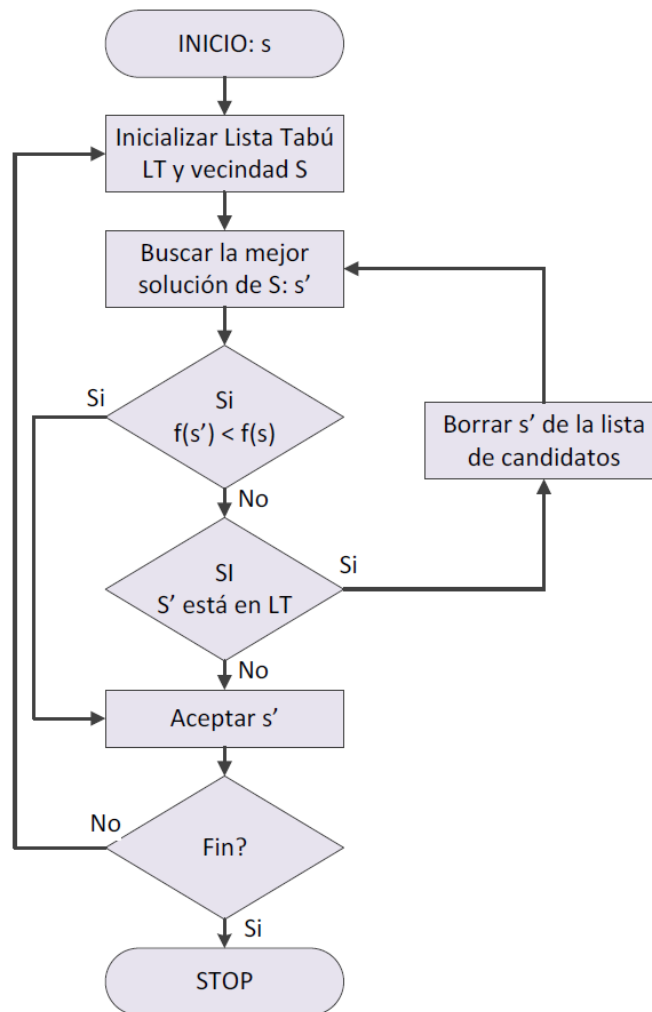 INICIO: s
Inicializar Lista Tabú
LT y vecindad S
Buscar la mejor
solución de S: s’
Si
Si
f(s’) < f(s)
Borrar s’ de la lista
de candidatos
No
SI
S’ está en LT
Si
No
Aceptar s’
No
Fin?
Si
STOP